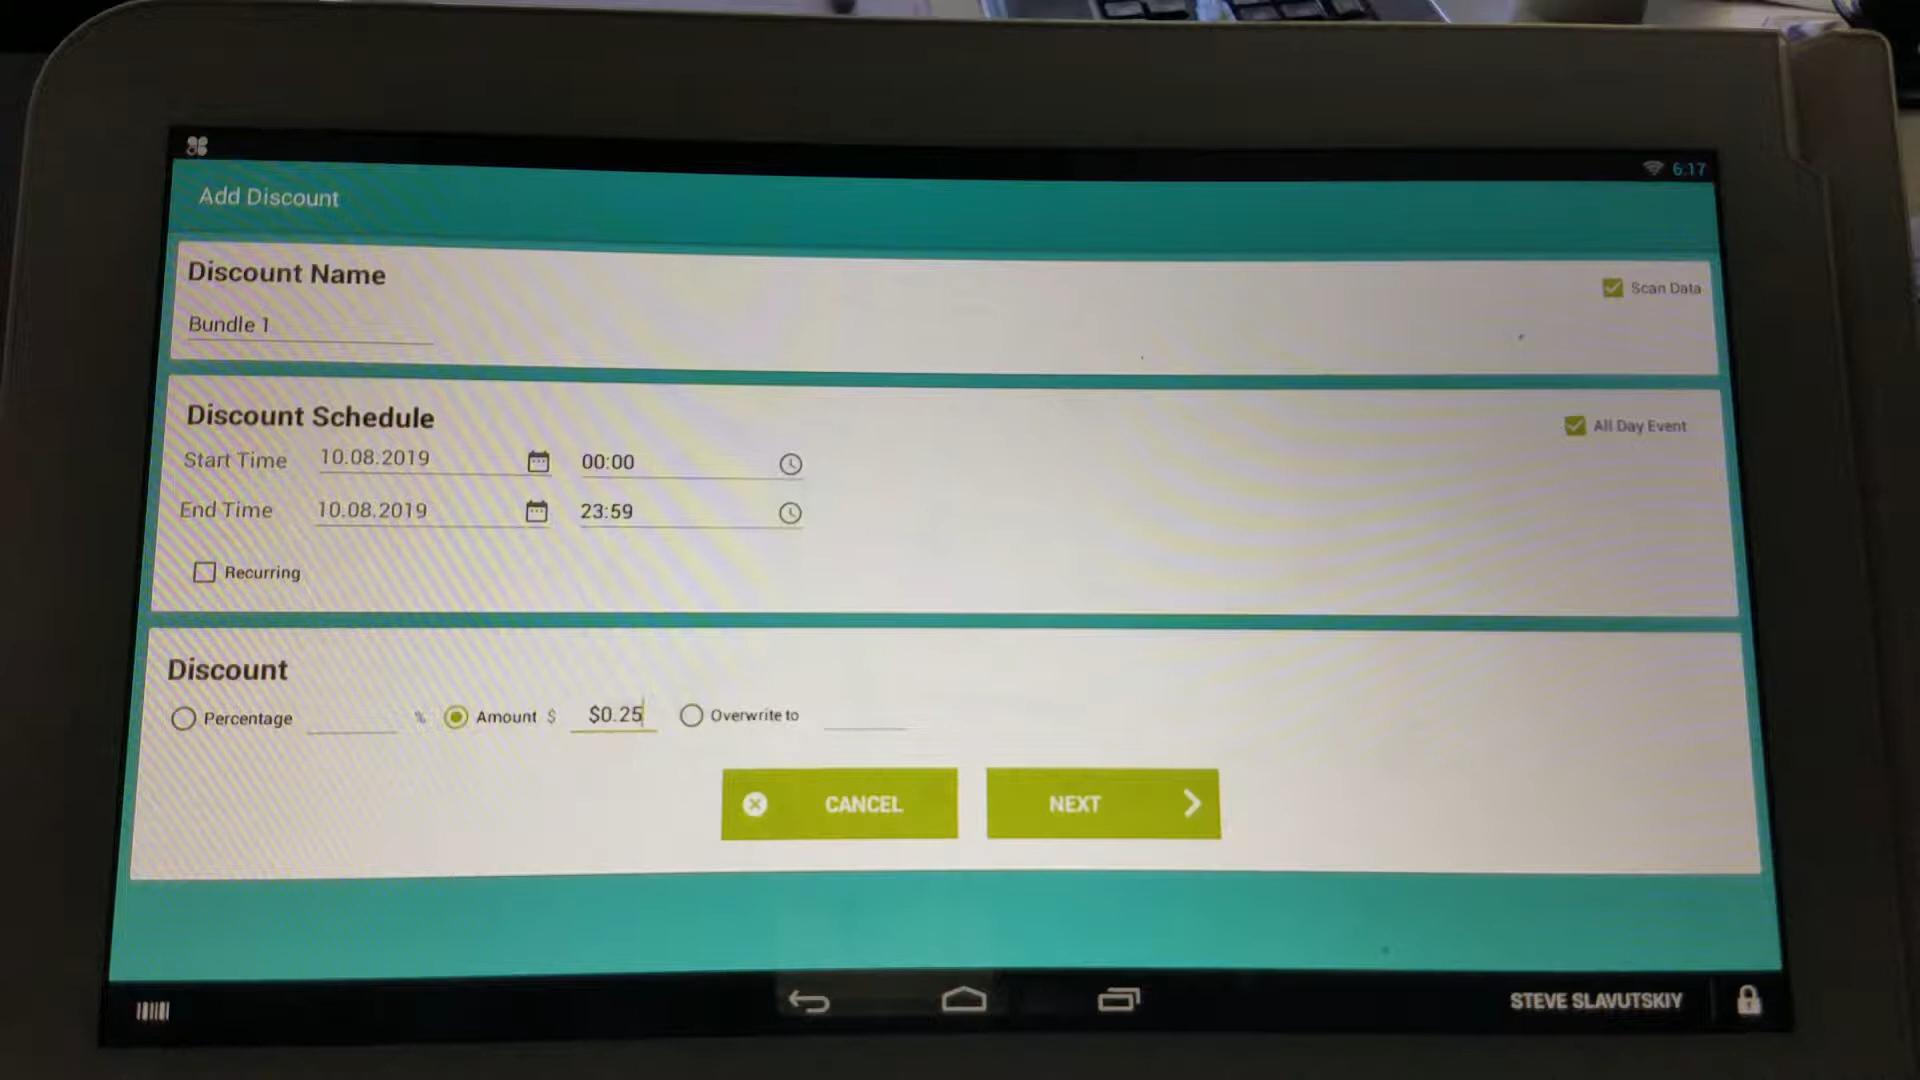 6:17
Add Discount
Discount Name
Scan Data
Bundle 1
Discount Schedule
All Day Event
Start Time 10.08.2019 00:00
End Time 10.08.2019 23:59
Recurring
Discount
Percentage % Amount $ $0.25 Overwrite to
CANCEL NEXT
STEVE SLAVUTSKIY